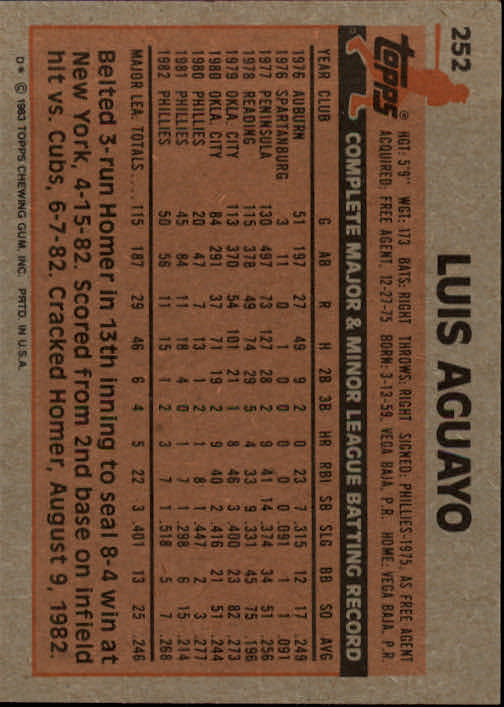 252
LUIS AGUAYO
topps®
HGT: 5'9" WGT: 173 BATS: RIGHT THROWS: RIGHT SIGNED: PHILLIES-1975, AS FREE AGENT
ACQUIRED: FREE AGENT, 12-27-75 BORN: 3-13-59, VEGA BAJA, P.R. HOME: VEGA BAJA, P.R.
COMPLETE MAJOR & MINOR LEAGUE BATTING RECORD
YEAR CLUB G AB R H 2B 3B HR RBI SB SLG BB SO AVG
1976 AUBURN 51 197 27 49 9 2 0 23 7 .315 12 17 .249
1976 SPARTANBURG 3 11 0 1 0 0 0 0 0 .091 1 1 .091
1977 PENINSULA 130 497 73 127 28 2 9 41 14 .374 34 51 .256
1978 READING 115 378 49 74 29 5 4 33 9 .331 45 75 .196
1979 OKLA. CITY 113 370 54 101 21 1 8 46 3 .400 23 82 .273
1980 OKLA. CITY 84 291 37 71 19 2 9 40 2 .416 21 51 .244
1980 PHILLIES 20 47 7 13 1 2 1 8 1 .447 2 3 .277
1981 PHILLIES 45 84 11 18 4 0 1 7 1 .298 6 15 .214
1982 PHILLIES 50 56 11 15 1 2 3 7 1 .518 5 7 .268
MAJOR LEA. TOTALS.... 115 187 29 46 6 4 5 22 3 .401 13 25 .246
Belted 3-run Homer in 13th inning to seal 8-4 win at
New York, 4-15-82. Scored from 2nd base on infield
hit vs. Cubs, 6-7-82. Cracked Homer, August 9, 1982.
D* © 1983 TOPPS CHEWING GUM, INC. PRTD. IN U.S.A.